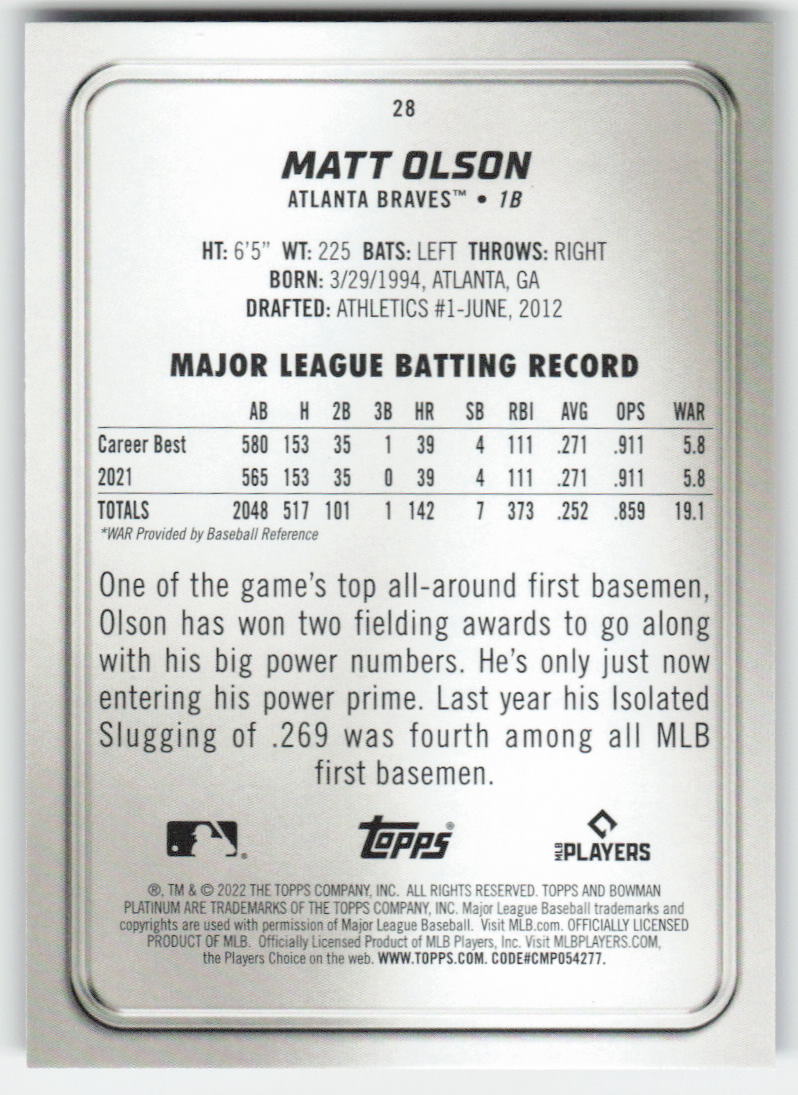 28
MATT OLSON
ATLANTA BRAVES™ • 1B
HT: 6'5" WT: 225 BATS: LEFT THROWS: RIGHT
BORN: 3/29/1994, ATLANTA, GA
DRAFTED: ATHLETICS #1-JUNE, 2012
MAJOR LEAGUE BATTING RECORD
AB H 2B 3B HR SB RBI AVG OPS WAR
Career Best 580 153 35 1 39 4 111 .271 .911 5.8
2021 565 153 35 0 39 4 111 .271 .911 5.8
TOTALS 2048 517 101 1 142 7 373 .252 .859 19.1
*WAR Provided by Baseball Reference
One of the game's top all-around first basemen,
Olson has won two fielding awards to go along
with his big power numbers. He's only just now
entering his power prime. Last year his Isolated
Slugging of .269 was fourth among all MLB
first basemen.
® Topps® MLB PLAYERS
®, TM & © 2022 THE TOPPS COMPANY, INC. ALL RIGHTS RESERVED. TOPPS AND BOWMAN
PLATINUM ARE TRADEMARKS OF THE TOPPS COMPANY, INC. Major League Baseball trademarks and
copyrights are used with permission of Major League Baseball. Visit MLB.com. OFFICIALLY LICENSED
PRODUCT OF MLB. Officially Licensed Product of MLB Players, Inc. Visit MLBPLAYERS.COM,
the Players Choice on the web. WWW.TOPPS.COM. CODE#CMP054277.